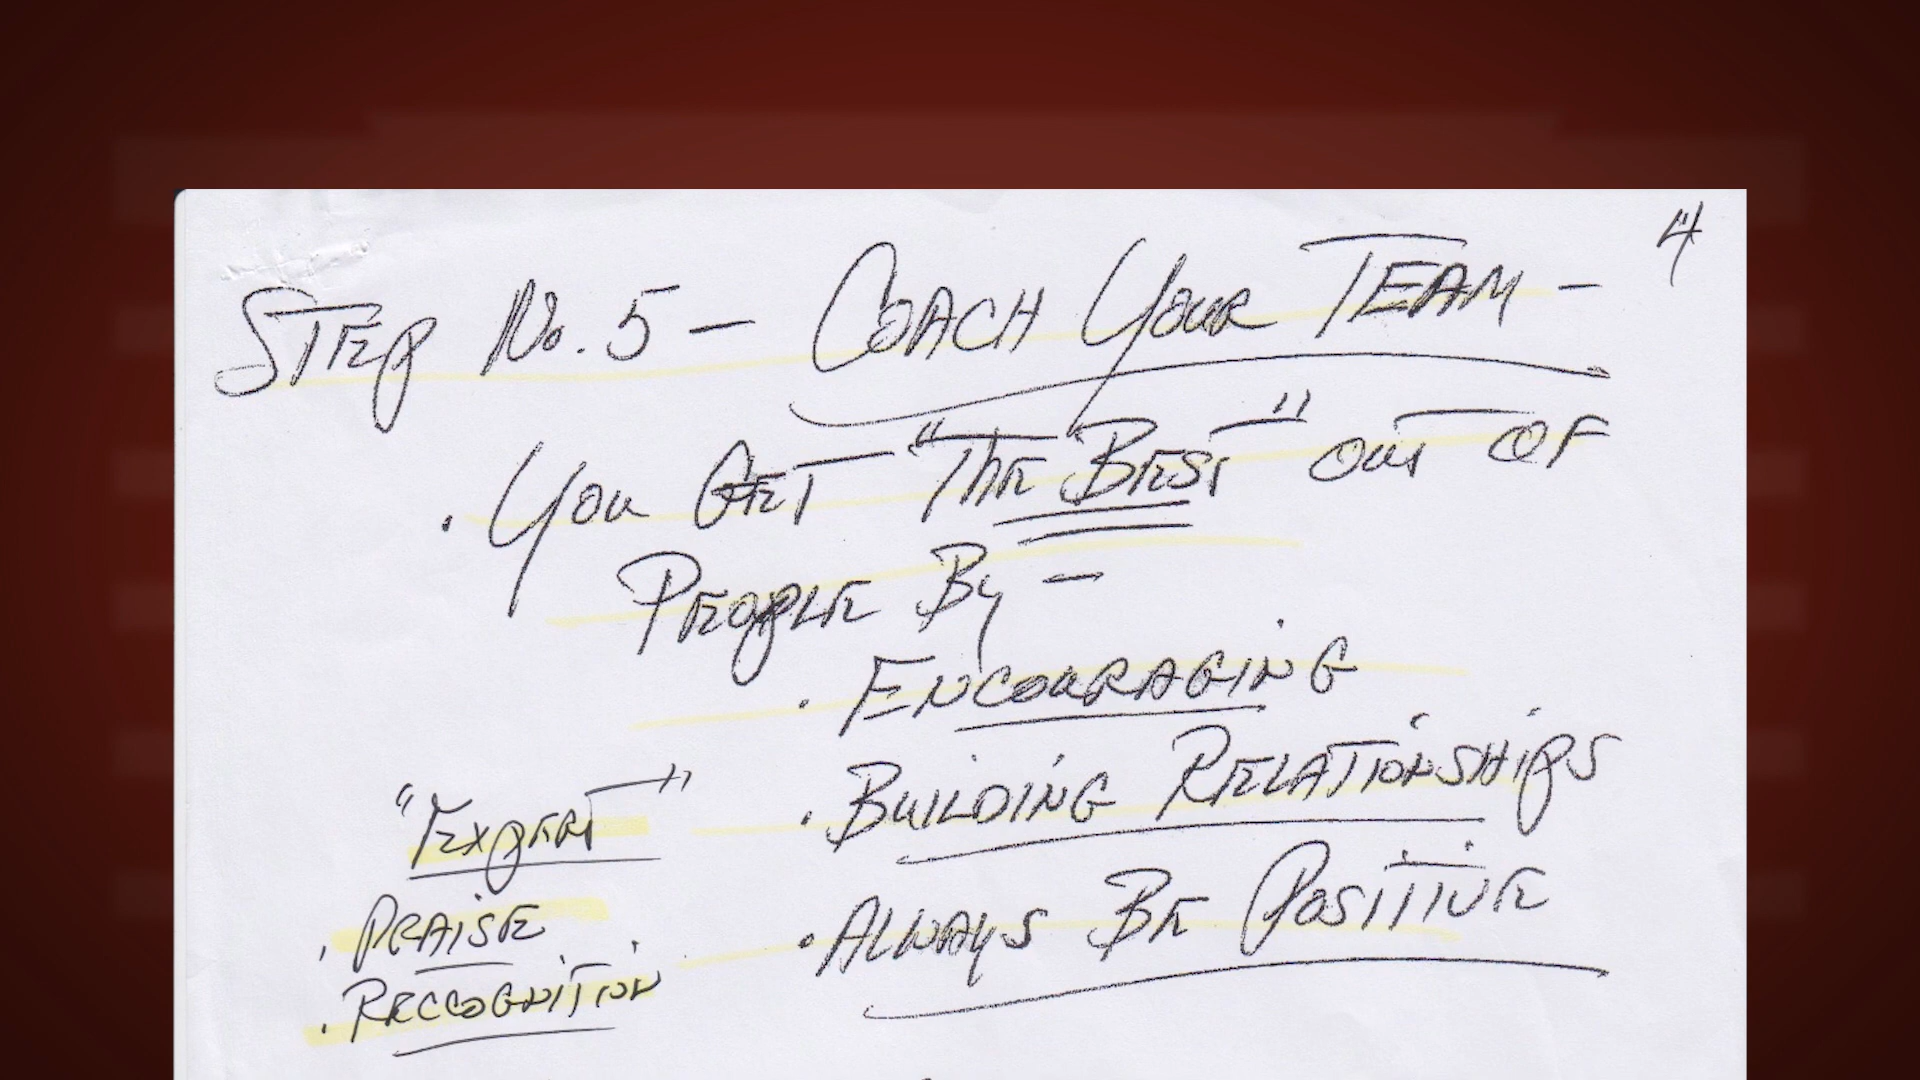 4
STEP No. 5 - COACH YOUR TEAM -
. YOU GET "THE BEST" OUT OF
PEOPLE BY -
. ENCOURAGING
. BUILDING RELATIONSHIPS
. ALWAYS BE POSITIVE
"EXPERT"
. PRAISE
. RECCOGNITION